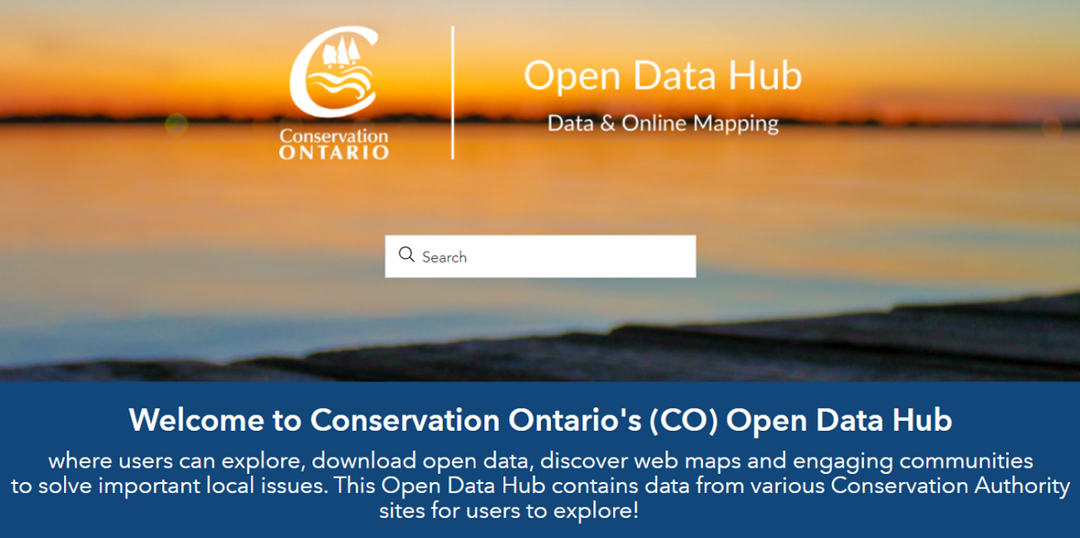 Conservation
ONTARIO
Open Data Hub
Data & Online Mapping
Search
Welcome to Conservation Ontario's (CO) Open Data Hub
where users can explore, download open data, discover web maps and engaging communities
to solve important local issues. This Open Data Hub contains data from various Conservation Authority
sites for users to explore!